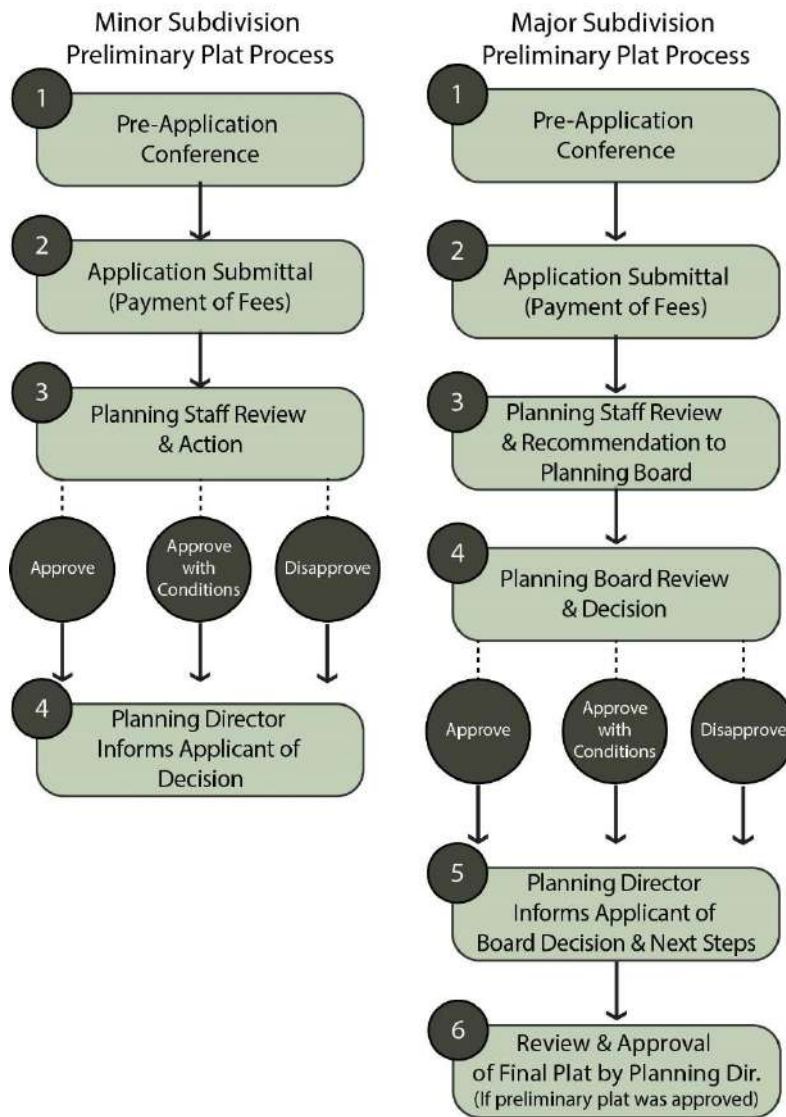 Minor Subdivision
Preliminary Plat Process
1
Pre-Application
Conference
2
Application Submittal
(Payment of Fees)
3
Planning Staff Review
& Action
Approve
Approve
with
Conditions
Disapprove
4
Planning Director
Informs Applicant of
Decision
Major Subdivision
Preliminary Plat Process
1
Pre-Application
Conference
2
Application Submittal
(Payment of Fees)
3
Planning Staff Review
& Recommendation to
Planning Board
4
Planning Board Review
& Decision
Approve
Approve
with
Conditions
Disapprove
5
Planning Director
Informs Applicant of
Board Decision & Next Steps
6
Review & Approval
of Final Plat by Planning Dir.
(If preliminary plat was approved)